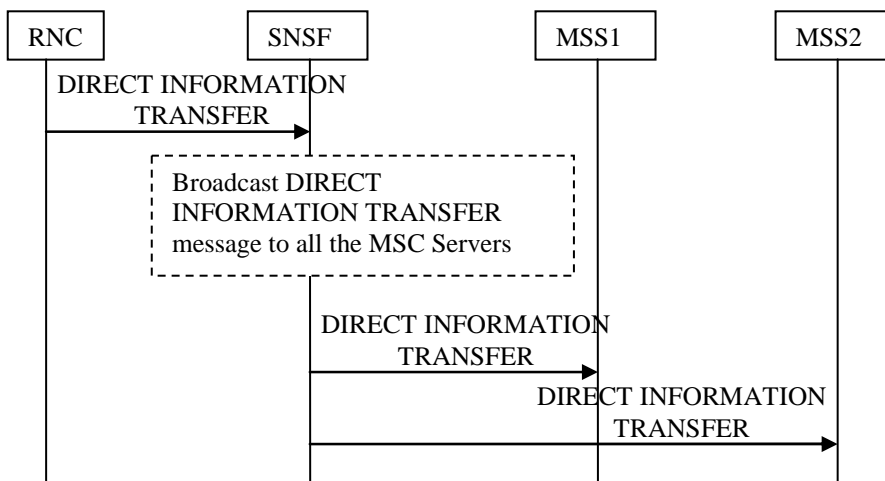 RNC
SNSF
MSS1
MSS2
DIRECT INFORMATION
TRANSFER
Broadcast DIRECT
INFORMATION TRANSFER
message to all the MSC Servers
DIRECT INFORMATION
TRANSFER
DIRECT INFORMATION
TRANSFER